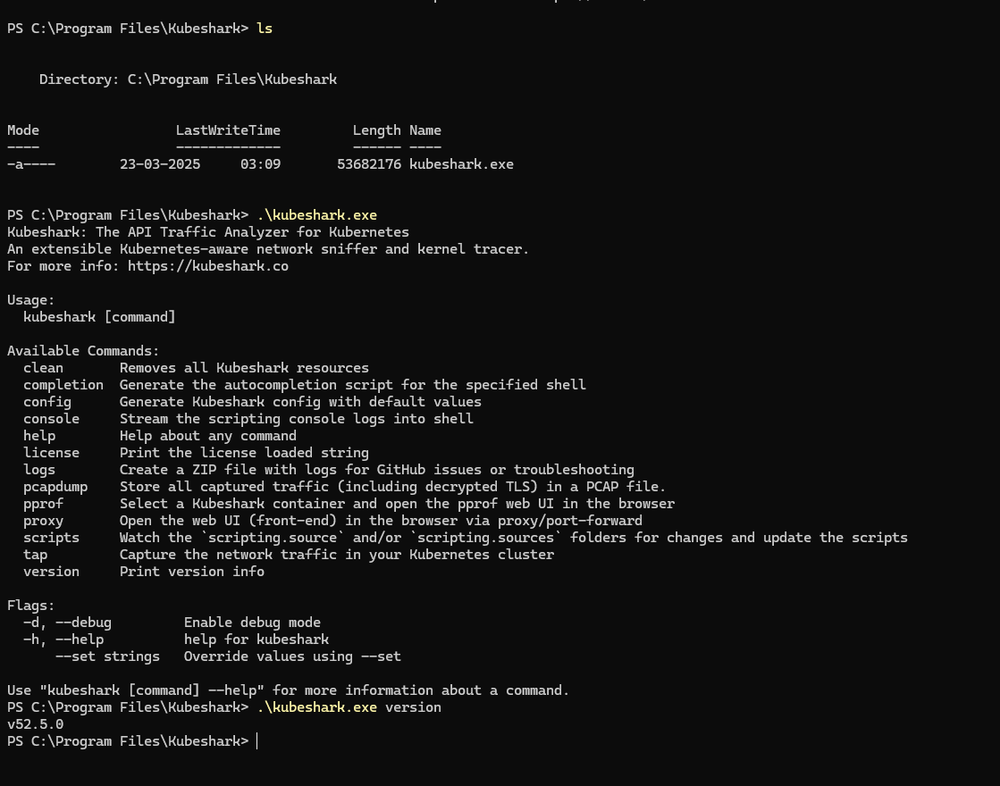 PS C:\Program Files\Kubeshark> ls
Directory: C:\Program Files\Kubeshark
Mode                 LastWriteTime         Length Name
----                 -------------         ------ ----
-a----        23-03-2025     03:09       53682176 kubeshark.exe
PS C:\Program Files\Kubeshark> .\kubeshark.exe
Kubeshark: The API Traffic Analyzer for Kubernetes
An extensible Kubernetes-aware network sniffer and kernel tracer.
For more info: https://kubeshark.co
Usage:
  kubeshark [command]
Available Commands:
  clean       Removes all Kubeshark resources
  completion  Generate the autocompletion script for the specified shell
  config      Generate Kubeshark config with default values
  console     Stream the scripting console logs into shell
  help        Help about any command
  license     Print the license loaded string
  logs        Create a ZIP file with logs for GitHub issues or troubleshooting
  pcapdump    Store all captured traffic (including decrypted TLS) in a PCAP file.
  pprof       Select a Kubeshark container and open the pprof web UI in the browser
  proxy       Open the web UI (front-end) in the browser via proxy/port-forward
  scripts     Watch the `scripting.source` and/or `scripting.sources` folders for changes and update the scripts
  tap         Capture the network traffic in your Kubernetes cluster
  version     Print version info
Flags:
  -d, --debug         Enable debug mode
  -h, --help          help for kubeshark
      --set strings   Override values using --set
Use "kubeshark [command] --help" for more information about a command.
PS C:\Program Files\Kubeshark> .\kubeshark.exe version
v52.5.0
PS C:\Program Files\Kubeshark>